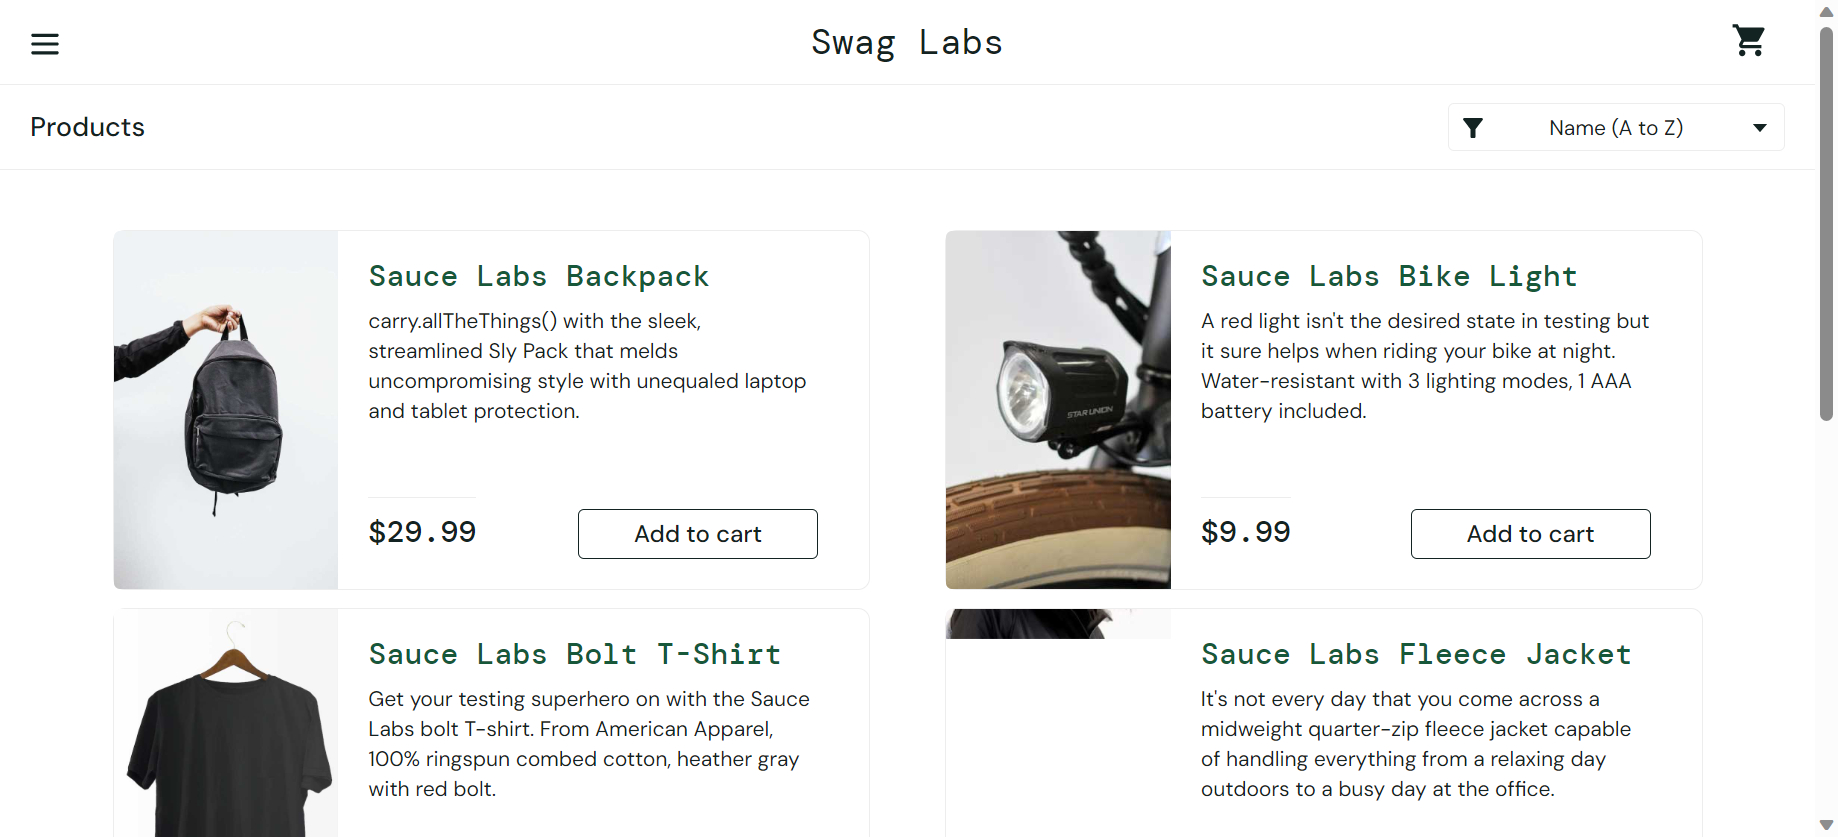 Swag Labs
Products
Name (A to Z)
Sauce Labs Backpack
carry.allTheThings() with the sleek,
streamlined Sly Pack that melds
uncompromising style with unequaled laptop
and tablet protection.
$29.99
Add to cart
Sauce Labs Bike Light
A red light isn't the desired state in testing but
it sure helps when riding your bike at night.
Water-resistant with 3 lighting modes, 1 AAA
battery included.
STAR UNION
$9.99
Add to cart
Sauce Labs Bolt T-Shirt
Get your testing superhero on with the Sauce
Labs bolt T-shirt. From American Apparel,
100% ringspun combed cotton, heather gray
with red bolt.
Sauce Labs Fleece Jacket
It's not every day that you come across a
midweight quarter-zip fleece jacket capable
of handling everything from a relaxing day
outdoors to a busy day at the office.